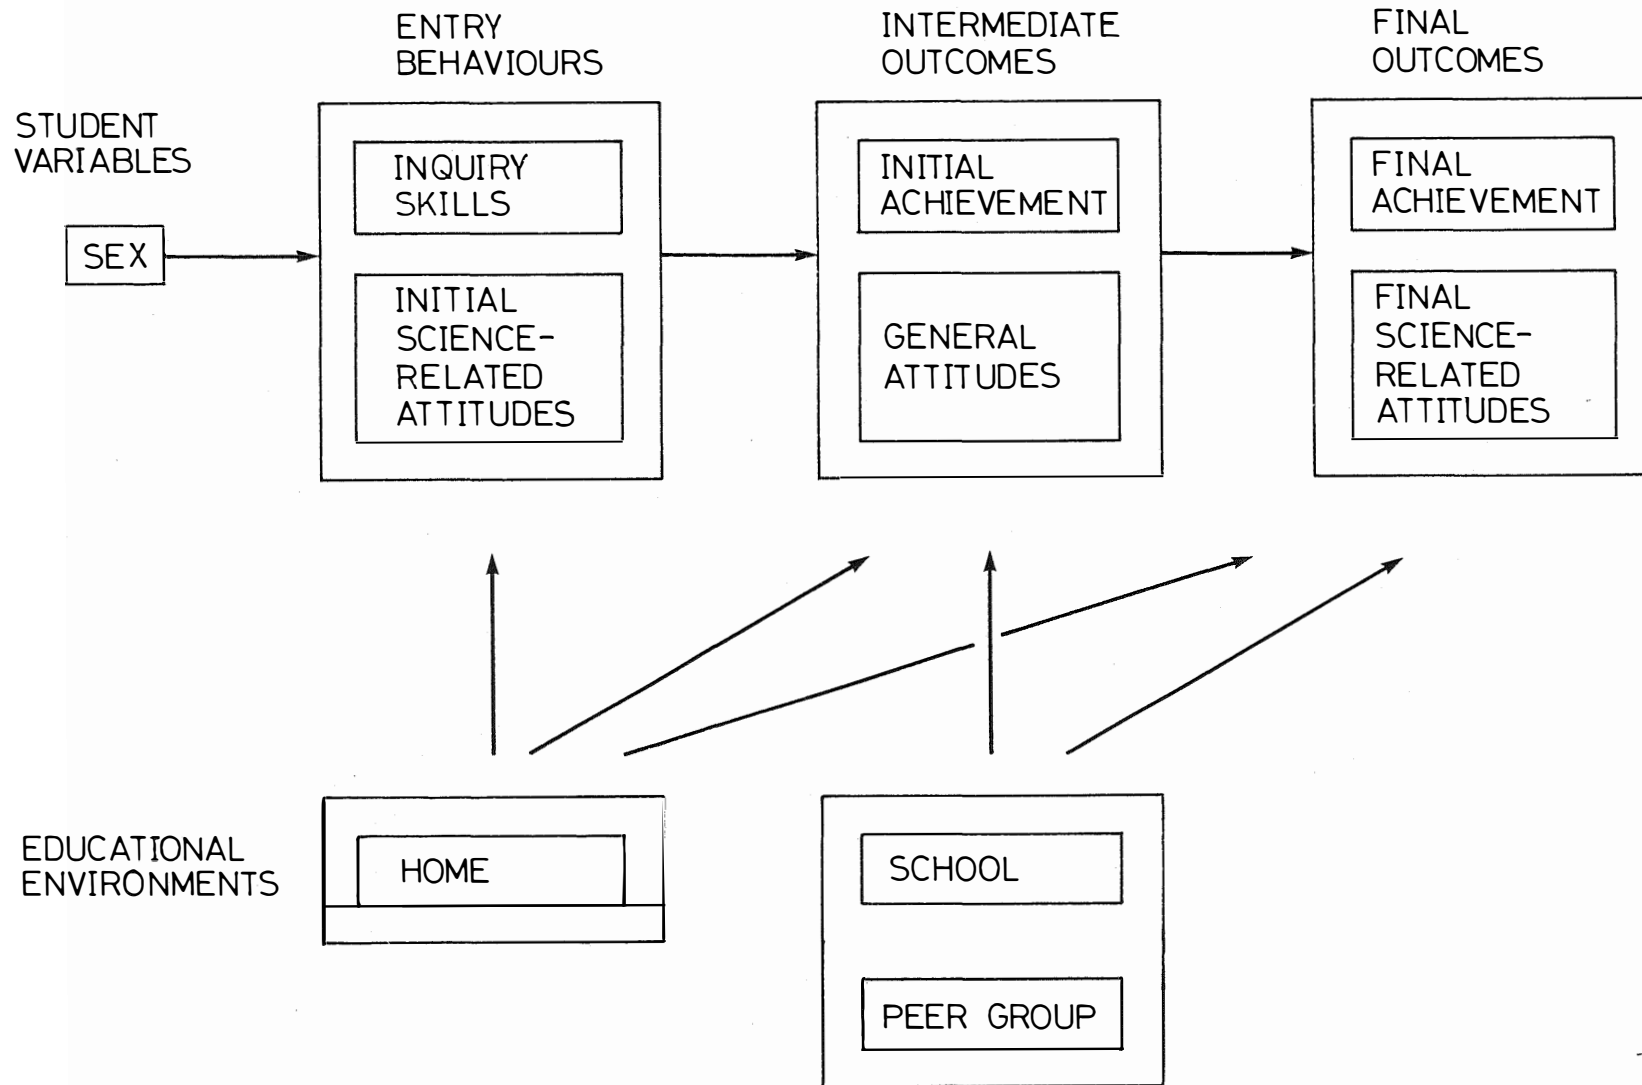 ENTRY
BEHAVIOURS
INTERMEDIATE
OUTCOMES
FINAL
OUTCOMES
STUDENT
VARIABLES
SEX
INQUIRY
SKILLS
INITIAL
SCIENCE-
RELATED
ATTITUDES
INITIAL
ACHIEVEMENT
GENERAL
ATTITUDES
FINAL
ACHIEVEMENT
FINAL
SCIENCE-
RELATED
ATTITUDES
EDUCATIONAL
ENVIRONMENTS
HOME
SCHOOL
PEER GROUP